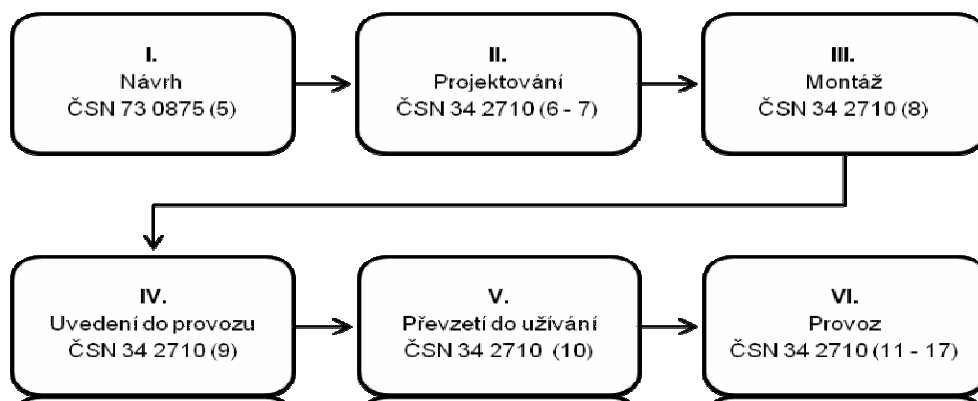 I.
Návrh
ČSN 73 0875 (5)
II.
Projektování
ČSN 34 2710 (6 - 7)
III.
Montáž
ČSN 34 2710 (8)
IV.
Uvedení do provozu
ČSN 34 2710 (9)
V.
Převzetí do užívání
ČSN 34 2710 (10)
VI.
Provoz
ČSN 34 2710 (11 - 17)